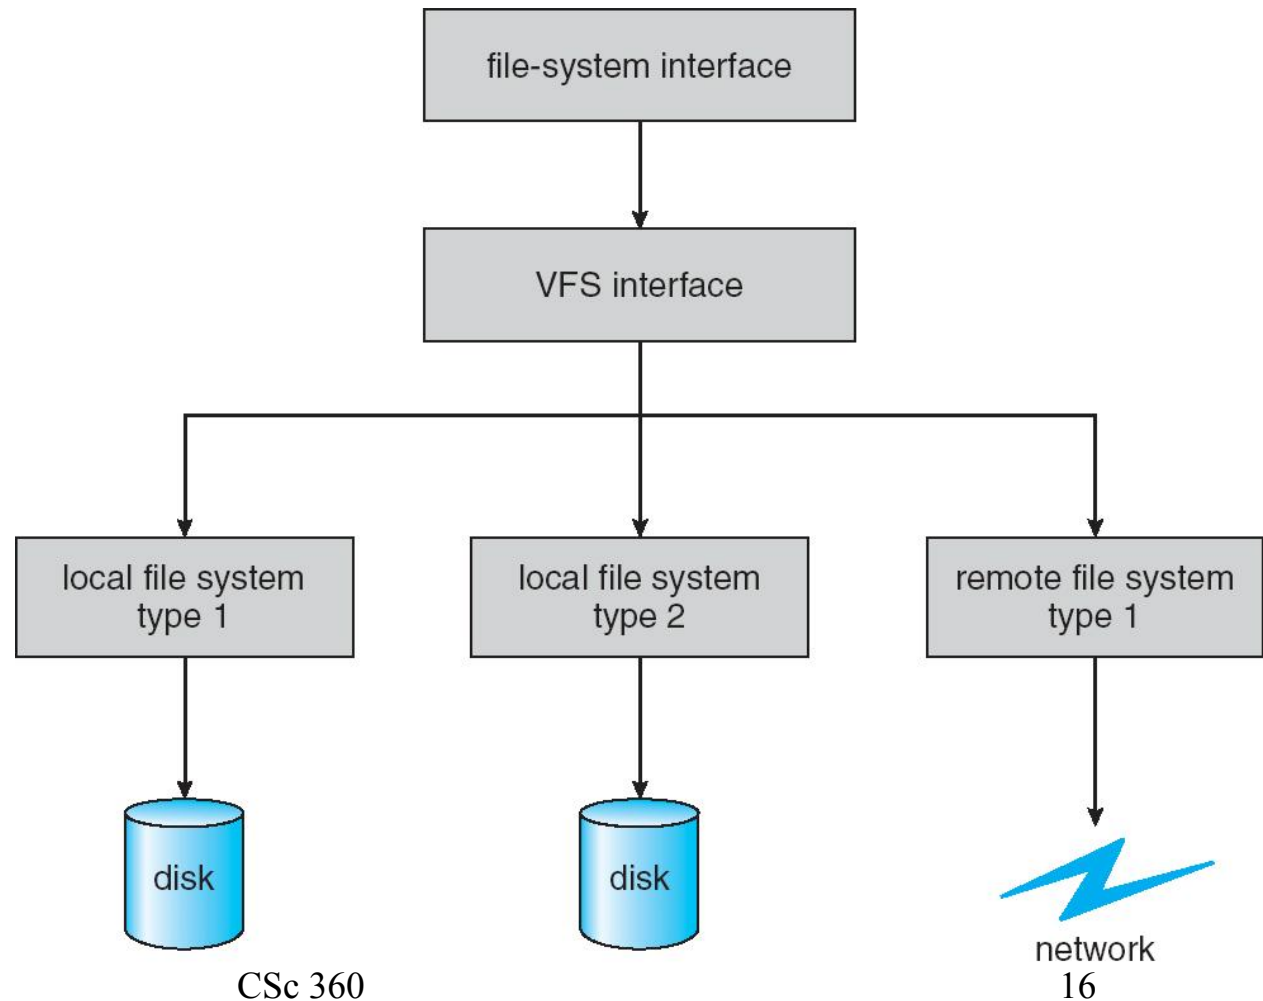 file-system interface
VFS interface
local file system
type 1
local file system
type 2
remote file system
type 1
disk
disk
network
CSc 360
16